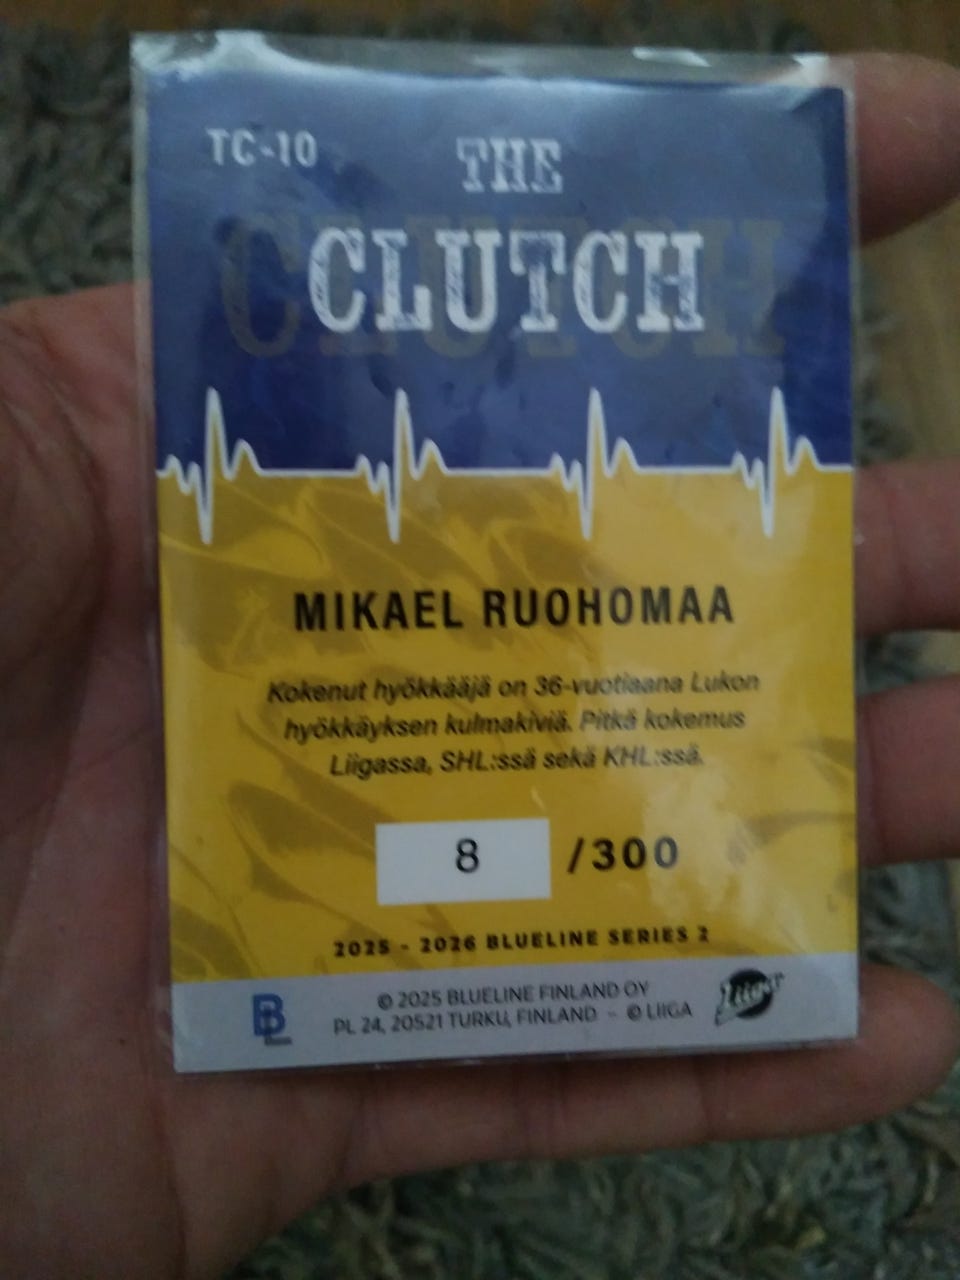 TC-10
THE
CLUTCH
MIKAEL RUOHOMAA
Kokenut hyökkääjä on 36-vuotiaana Lukon
hyökkäyksen kulmakiviä. Pitkä kokemus
Liigassa, SHL:ssä sekä KHL:ssä.
8 /300
2025 - 2026 BLUELINE SERIES 2
BL
© 2025 BLUELINE FINLAND OY
PL 24, 20521 TURKU, FINLAND - © LIIGA
Liiga